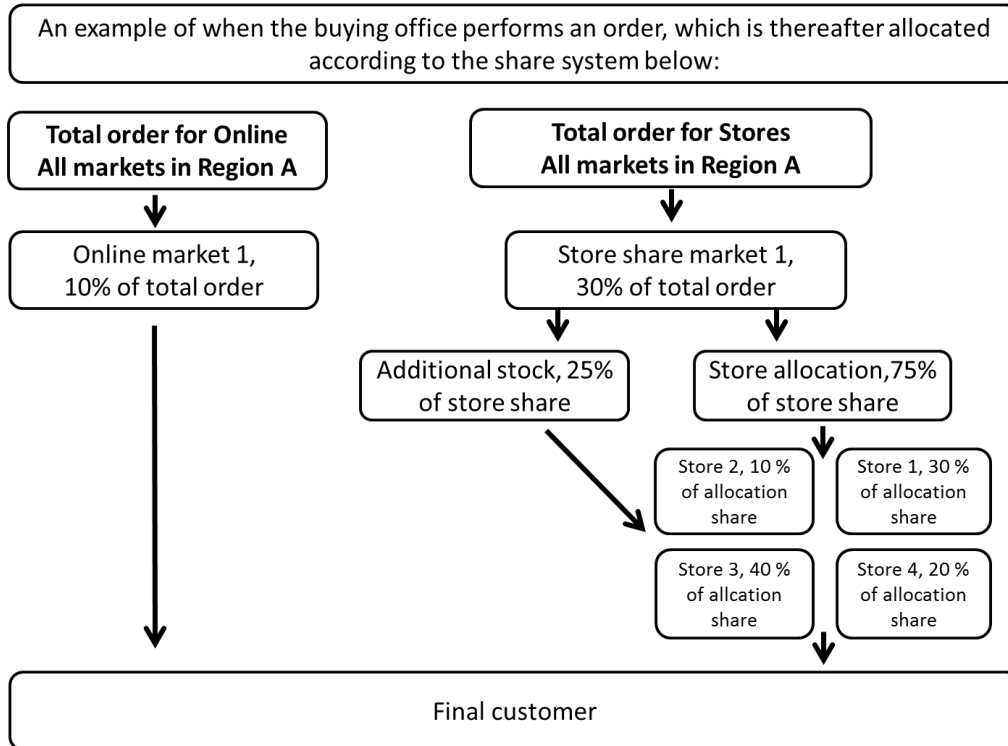 An example of when the buying office performs an order, which is thereafter allocated
according to the share system below:
Total order for Online
All markets in Region A
Total order for Stores
All markets in Region A
Online market 1,
10% of total order
Store share market 1,
30% of total order
Additional stock, 25%
of store share
Store allocation,75%
of store share
Store 2, 10 %
of allocation
share
Store 1, 30 %
of allocation
share
Store 3, 40 %
of allcation
share
Store 4, 20 %
of allocation
share
Final customer